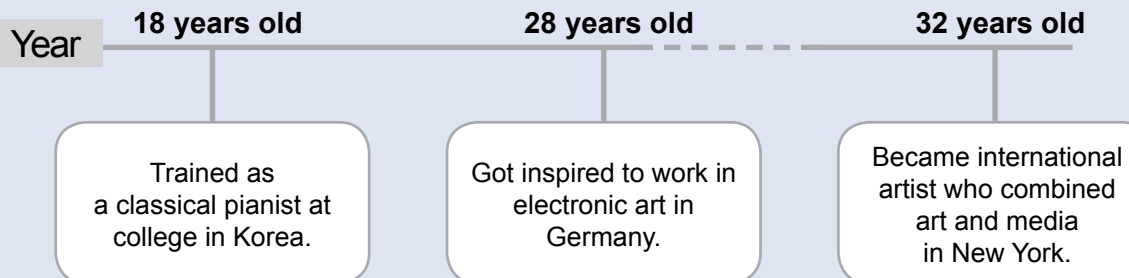 Year
18 years old
28 years old
32 years old
Trained as
a classical pianist at
college in Korea.
Got inspired to work in
electronic art in
Germany.
Became international
artist who combined
art and media
in New York.